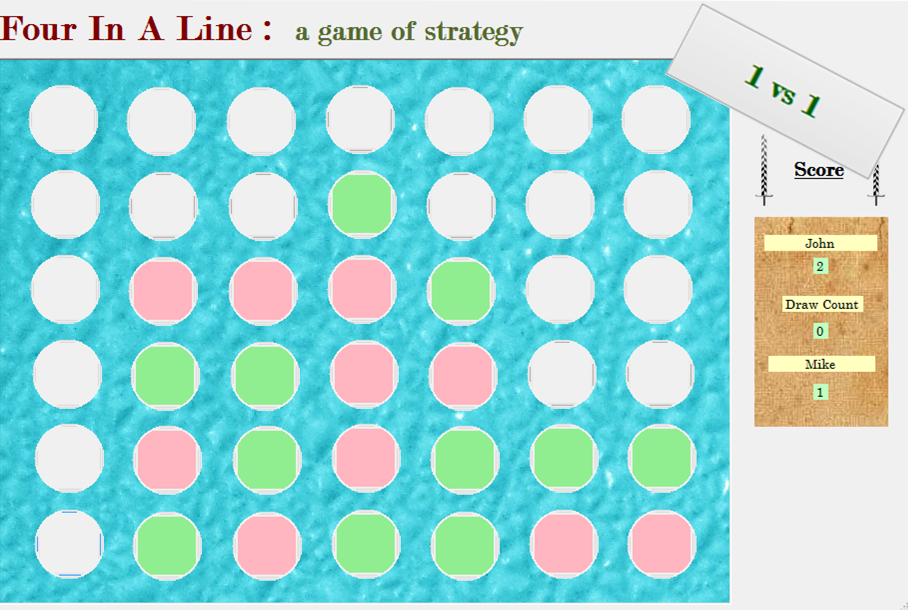 Four In A Line : a game of strategy
1 vs 1
Score
John
2
Draw Count
0
Mike
1